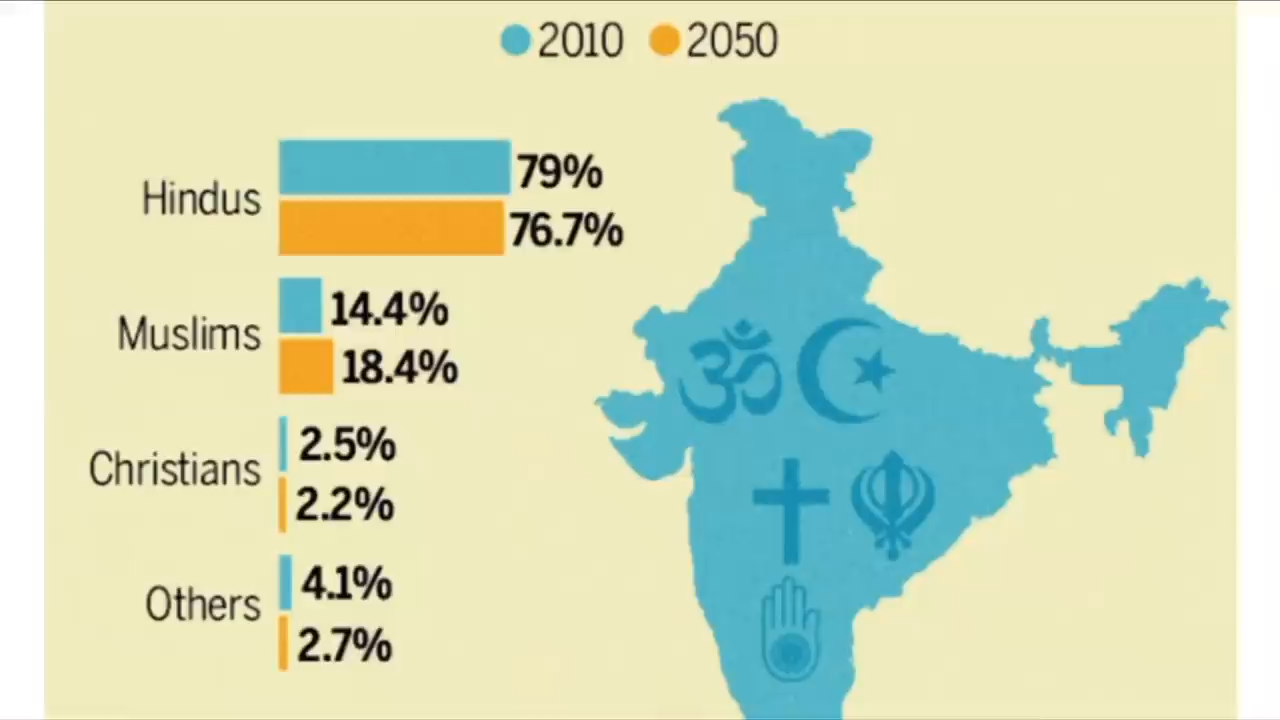 2010 2050
Hindus
79%
76.7%
Muslims
14.4%
18.4%
Christians
2.5%
2.2%
Others
4.1%
2.7%
ॐ